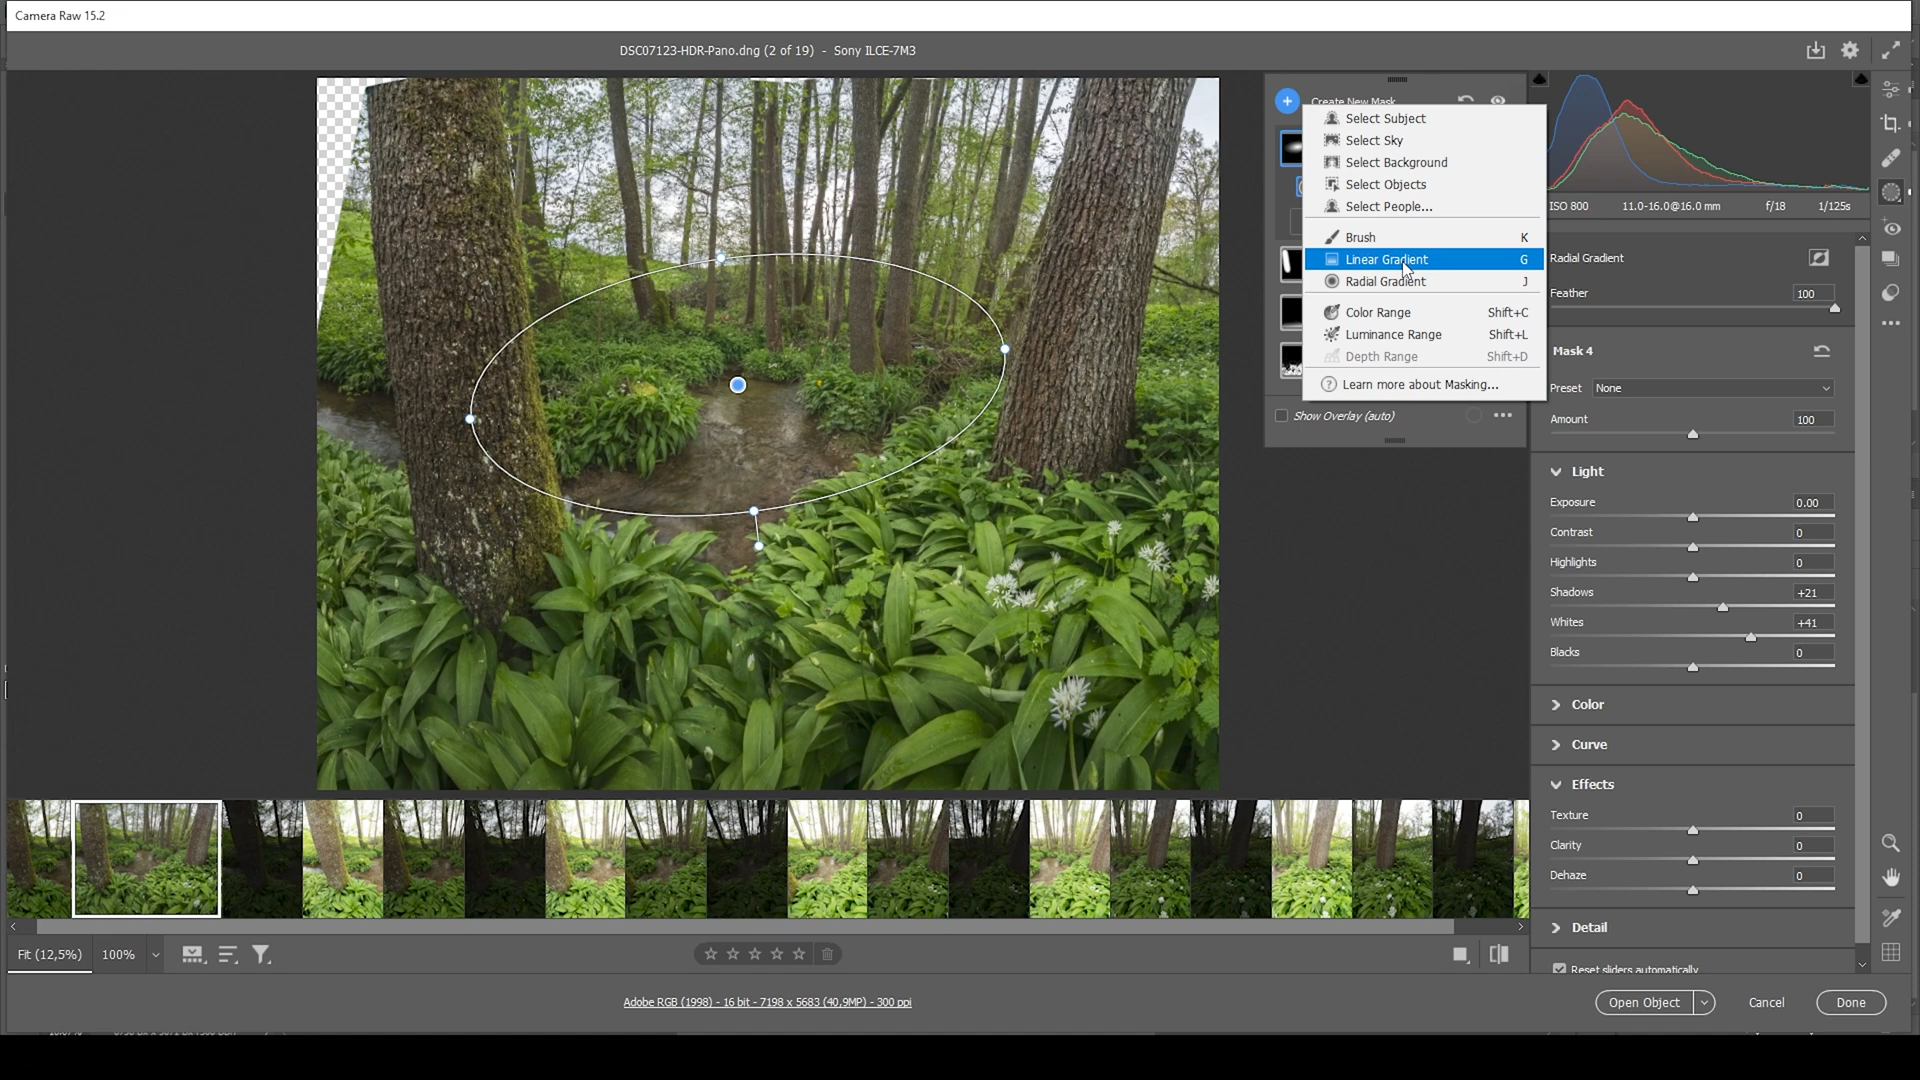 Camera Raw 15.2
DSC07123-HDR-Pano.dng (2 of 19) - Sony ILCE-7M3
Create New Mask
Select Subject
Select Sky
Select Background
Select Objects
Select People...
Brush K
Linear Gradient G
Radial Gradient J
Color Range Shift+C
Luminance Range Shift+L
Depth Range Shift+D
? Learn more about Masking...
Show Overlay (auto)
ISO 800 11.0-16.0@16.0 mm f/18 1/125s
Radial Gradient
Feather 100
Mask 4
Preset None
Amount 100
Light
Exposure 0.00
Contrast 0
Highlights 0
Shadows +21
Whites +41
Blacks 0
Color
Curve
Effects
Texture 0
Clarity 0
Dehaze 0
Detail
Reset sliders automatically
Fit (12,5%) 100%
Adobe RGB (1998) - 16 bit - 7198 x 5683 (40,9MP) - 300 ppi
Open Object Cancel Done